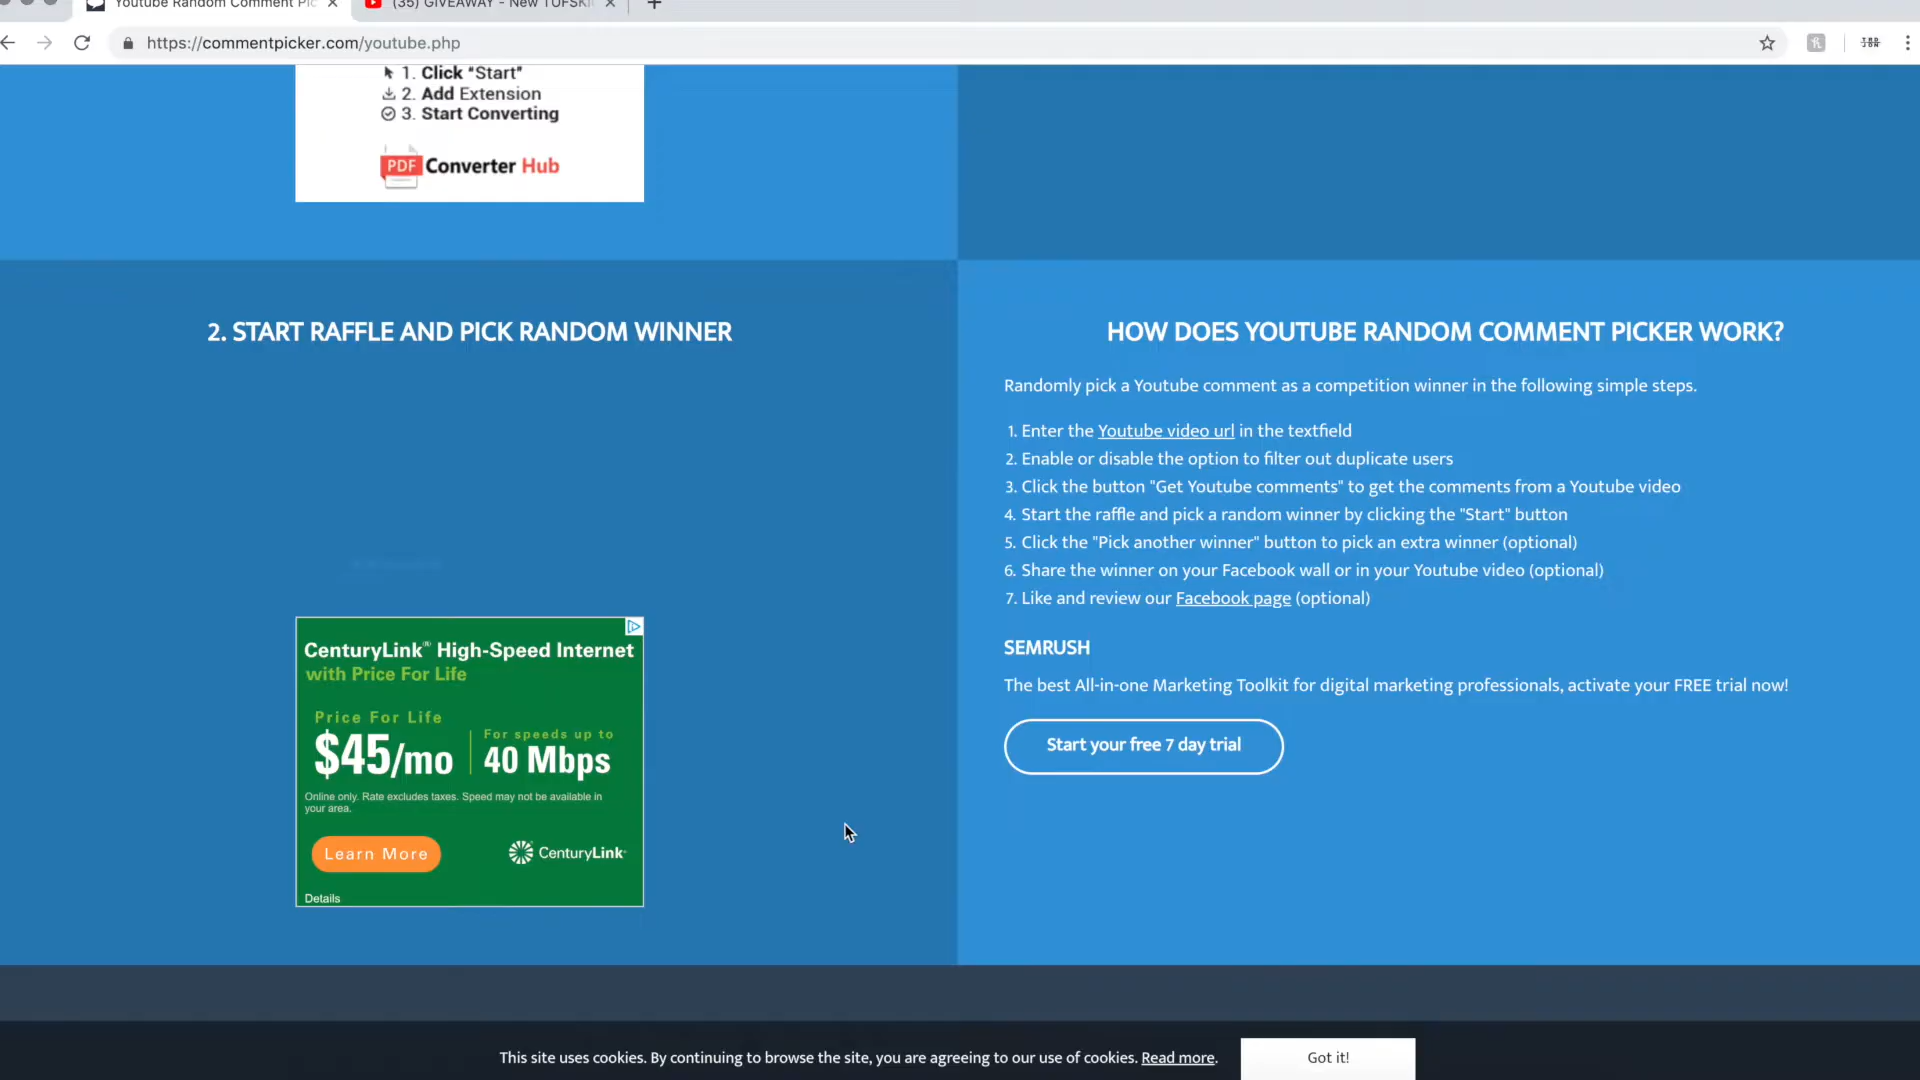 Youtube Random Comment Pic
(35) GIVEAWAY - New TUFSKI
https://commentpicker.com/youtube.php
1. Click "Start"
2. Add Extension
3. Start Converting
PDF Converter Hub
2. START RAFFLE AND PICK RANDOM WINNER
CenturyLink® High-Speed Internet
with Price For Life
Price For Life
$45/mo
For speeds up to
40 Mbps
Online only. Rate excludes taxes. Speed may not be available in
your area.
Learn More
CenturyLink
Details
HOW DOES YOUTUBE RANDOM COMMENT PICKER WORK?
Randomly pick a Youtube comment as a competition winner in the following simple steps.
1. Enter the Youtube video url in the textfield
2. Enable or disable the option to filter out duplicate users
3. Click the button "Get Youtube comments" to get the comments from a Youtube video
4. Start the raffle and pick a random winner by clicking the "Start" button
5. Click the "Pick another winner" button to pick an extra winner (optional)
6. Share the winner on your Facebook wall or in your Youtube video (optional)
7. Like and review our Facebook page (optional)
SEMRUSH
The best All-in-one Marketing Toolkit for digital marketing professionals, activate your FREE trial now!
Start your free 7 day trial
This site uses cookies. By continuing to browse the site, you are agreeing to our use of cookies. Read more.
Got it!